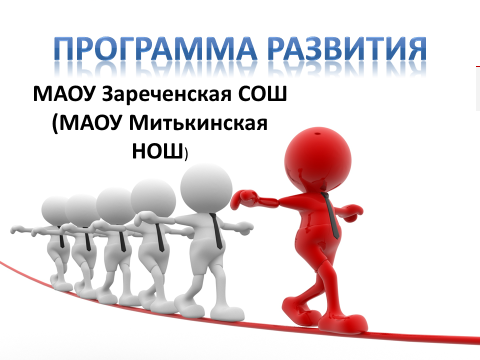 ПРОГРАММА РАЗВИТИЯ
МАОУ Зареченская СОШ
(МАОУ Митькинская
НОШ)